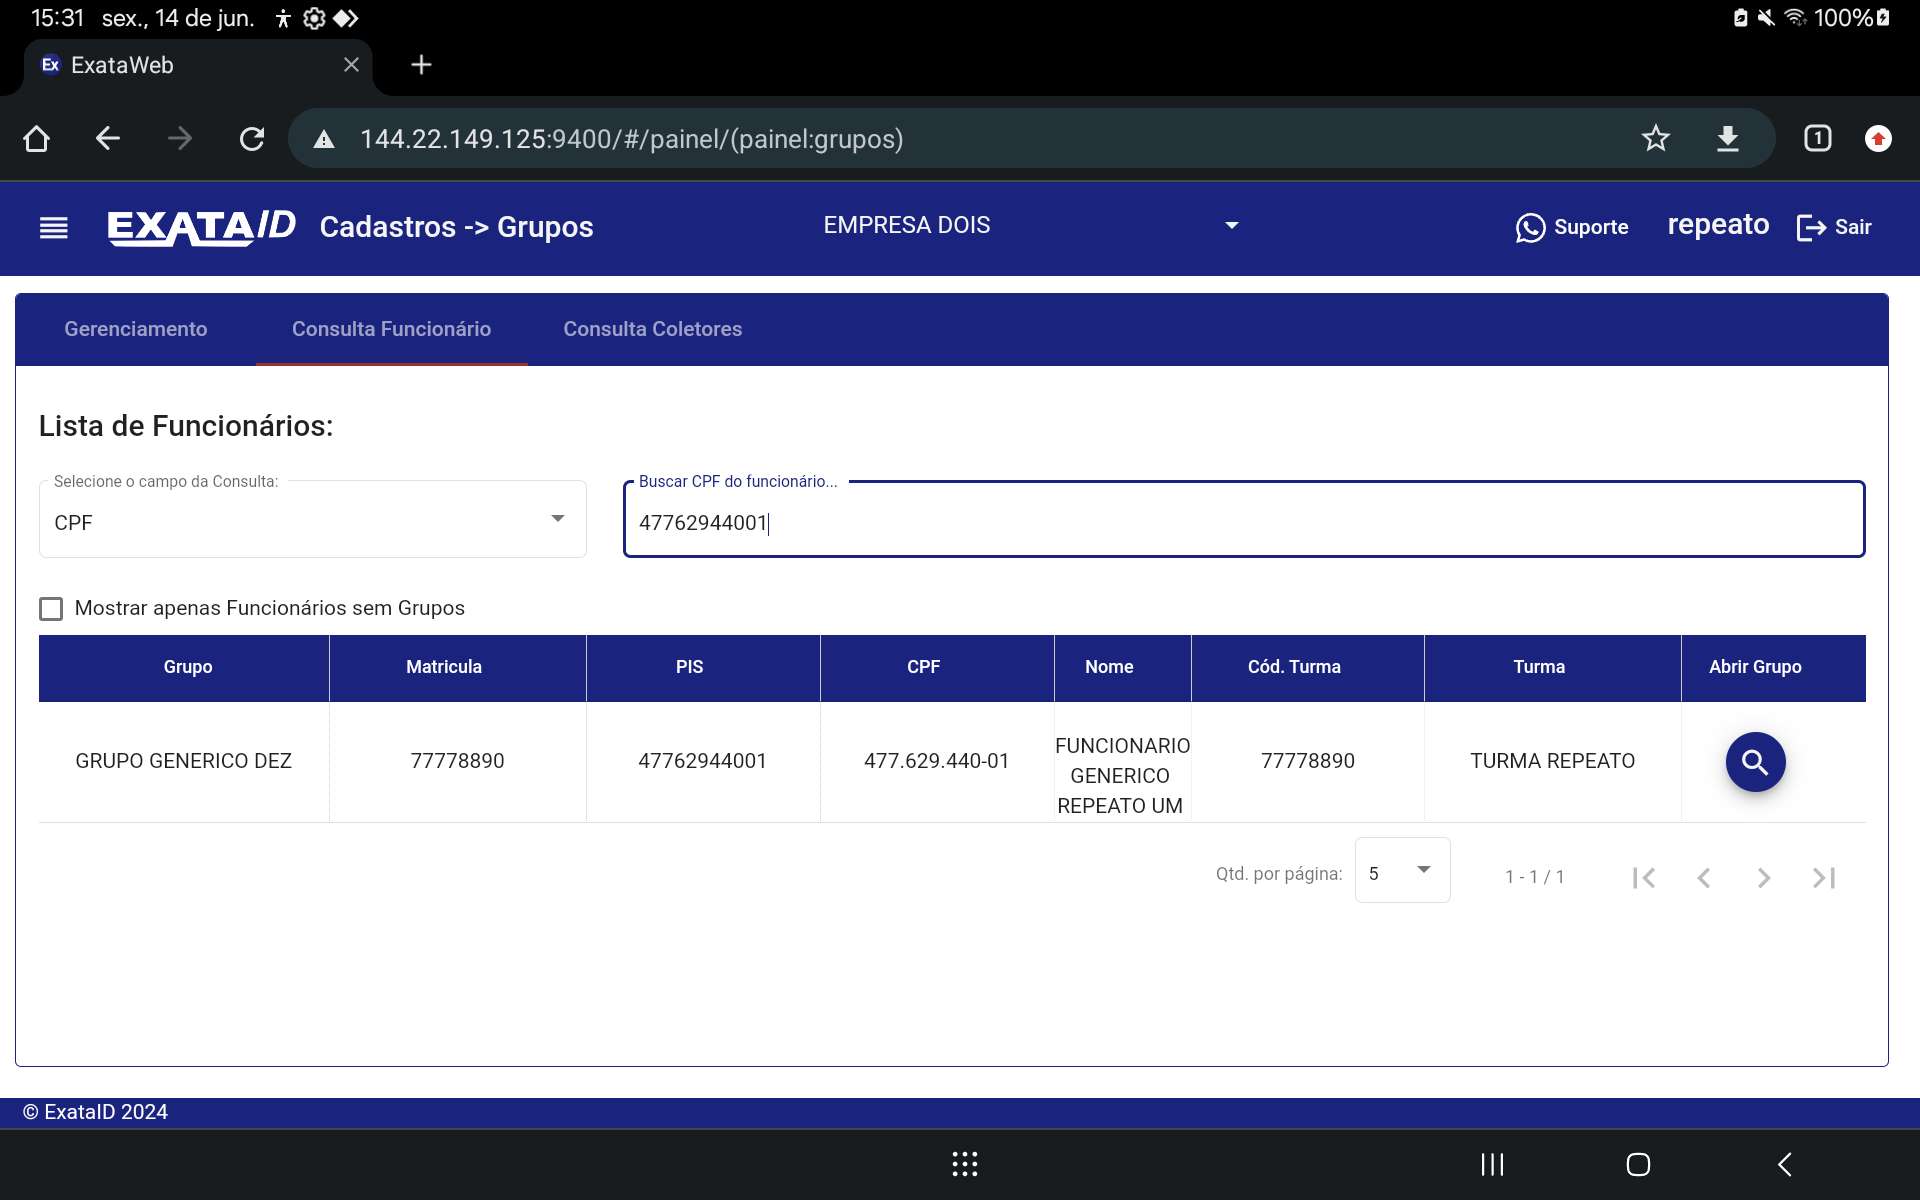 15:31 sex., 14 de jun.
100%
Ex ExataWeb
144.22.149.125:9400/#/painel/(painel:grupos)
1
EXATAID Cadastros -> Grupos EMPRESA DOIS Suporte repeato Sair
Gerenciamento Consulta Funcionário Consulta Coletores
Lista de Funcionários:
Selecione o campo da Consulta: Buscar CPF do funcionário...
CPF 47762944001
Mostrar apenas Funcionários sem Grupos
Grupo Matricula PIS CPF Nome Cód. Turma Turma Abrir Grupo
GRUPO GENERICO DEZ 77778890 47762944001 477.629.440-01 FUNCIONARIO
GENERICO
REPEATO UM 77778890 TURMA REPEATO
Qtd. por página: 5 1 - 1 / 1
© ExataID 2024